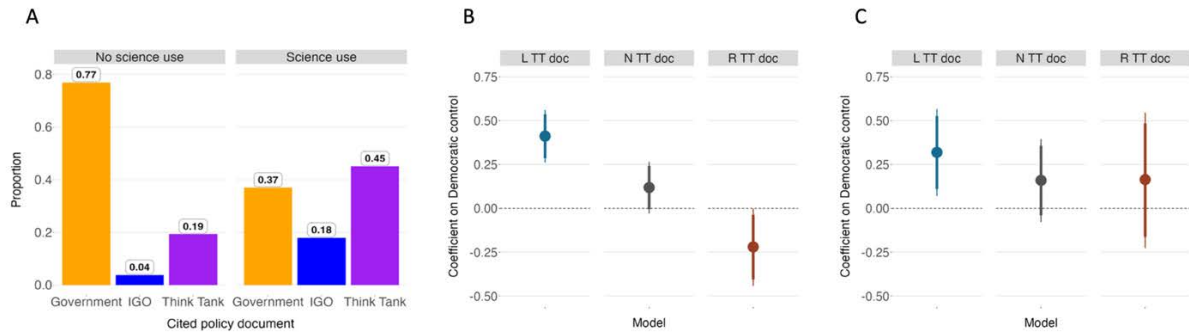 A
No science use
Science use
Proportion
0.8
0.6
0.4
0.2
0.0
0.77
0.04
0.19
0.37
0.18
0.45
Government IGO Think Tank
Government IGO Think Tank
Cited policy document
B
L TT doc
N TT doc
R TT doc
Coefficient on Democratic control
0.75
0.50
0.25
0.00
-0.25
-0.50
Model
C
L TT doc
N TT doc
R TT doc
Coefficient on Democratic control
0.75
0.50
0.25
0.00
-0.25
-0.50
Model